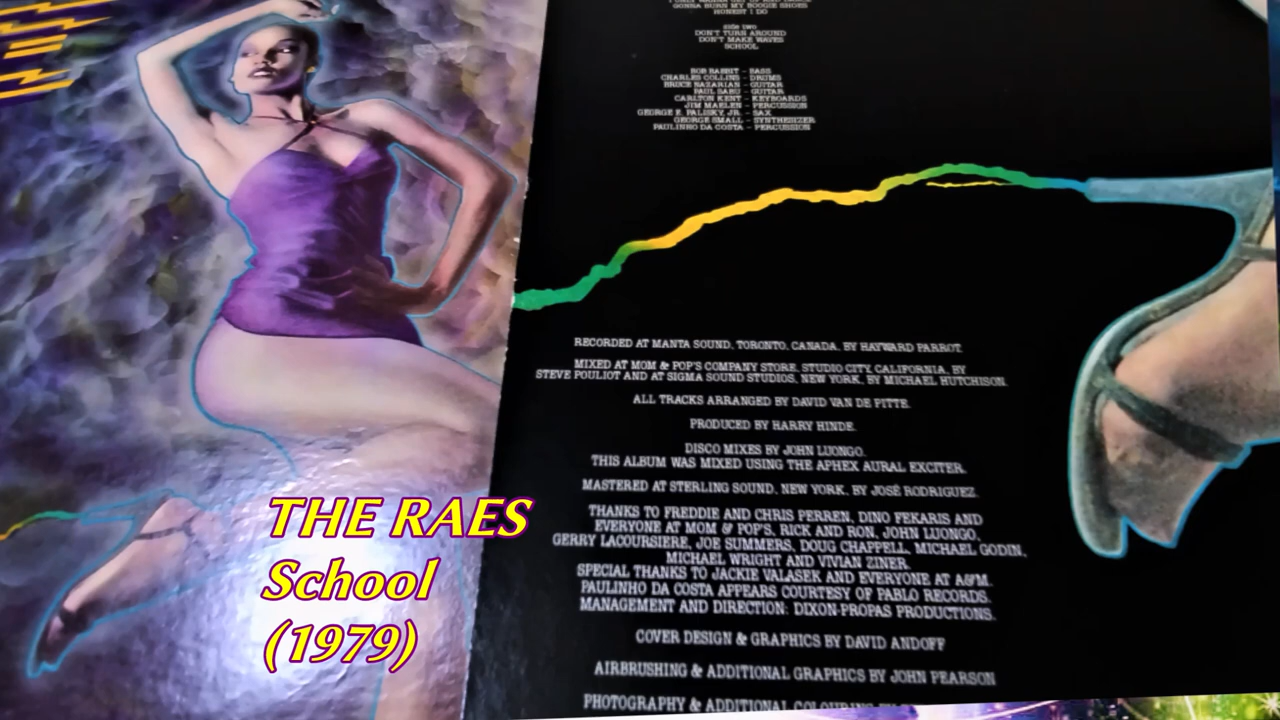 GONNA BURN MY BOOGIE SHOES
HONEST I DO
SIDE TWO
DON'T TURN AROUND
DON'T MAKE WAVES
SCHOOL
BOB BABBIT – BASS
CHARLES COLLINS – DRUMS
BRUCE NAZARIAN – GUITAR
PAUL SABU – GUITAR
CARLTON KENT – KEYBOARDS
JIM MAELEN – PERCUSSION
GEORGE E. PALISKY, JR. – SAX
GEORGE SMALL – SYNTHESIZER
PAULINHO DA COSTA – PERCUSSION
RECORDED AT MANTA SOUND, TORONTO, CANADA, BY HAYWARD PARROT.
MIXED AT MOM & POP'S COMPANY STORE, STUDIO CITY, CALIFORNIA, BY
STEVE POULIOT AND AT SIGMA SOUND STUDIOS, NEW YORK, BY MICHAEL HUTCHISON.
ALL TRACKS ARRANGED BY DAVID VAN DE PITTE.
PRODUCED BY HARRY HINDE.
DISCO MIXES BY JOHN LUONGO.
THIS ALBUM WAS MIXED USING THE APHEX AURAL EXCITER.
MASTERED AT STERLING SOUND, NEW YORK, BY JOSÉ RODRIGUEZ.
THANKS TO FREDDIE AND CHRIS PERREN, DINO FEKARIS AND
EVERYONE AT MOM & POP'S, RICK AND RON, JOHN LUONGO,
GERRY LACOURSIERE, JOE SUMMERS, DOUG CHAPPELL, MICHAEL GODIN,
MICHAEL WRIGHT AND VIVIAN ZINER.
SPECIAL THANKS TO JACKIE VALASEK AND EVERYONE AT A&M.
PAULINHO DA COSTA APPEARS COURTESY OF PABLO RECORDS.
MANAGEMENT AND DIRECTION: DIXON-PROPAS PRODUCTIONS.
COVER DESIGN & GRAPHICS BY DAVID ANDOFF
AIRBRUSHING & ADDITIONAL GRAPHICS BY JOHN PEARSON
PHOTOGRAPHY & ADDITIONAL COLOURING
THE RAES
School
(1979)